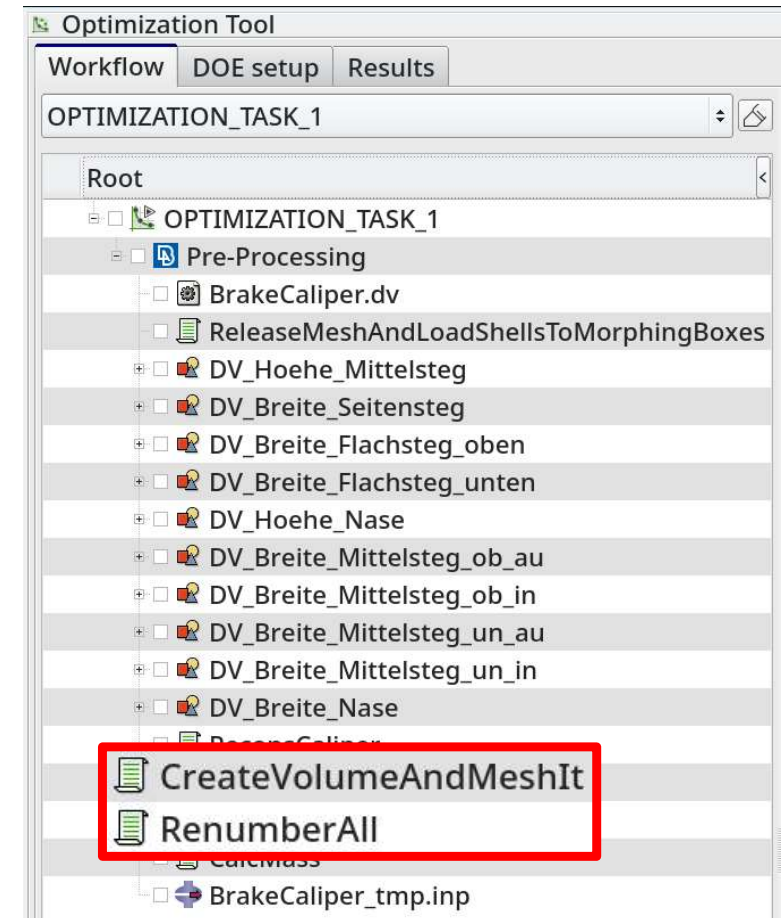 Optimization Tool
Workflow DOE setup Results
OPTIMIZATION_TASK_1
Root
OPTIMIZATION_TASK_1
Pre-Processing
BrakeCaliper.dv
ReleaseMeshAndLoadShellsToMorphingBoxes
DV_Hoehe_Mittelsteg
DV_Breite_Seitensteg
DV_Breite_Flachsteg_oben
DV_Breite_Flachsteg_unten
DV_Hoehe_Nase
DV_Breite_Mittelsteg_ob_au
DV_Breite_Mittelsteg_ob_in
DV_Breite_Mittelsteg_un_au
DV_Breite_Mittelsteg_un_in
DV_Breite_Nase
CreateVolumeAndMeshIt
RenumberAll
CalcMass
BrakeCaliper_tmp.inp